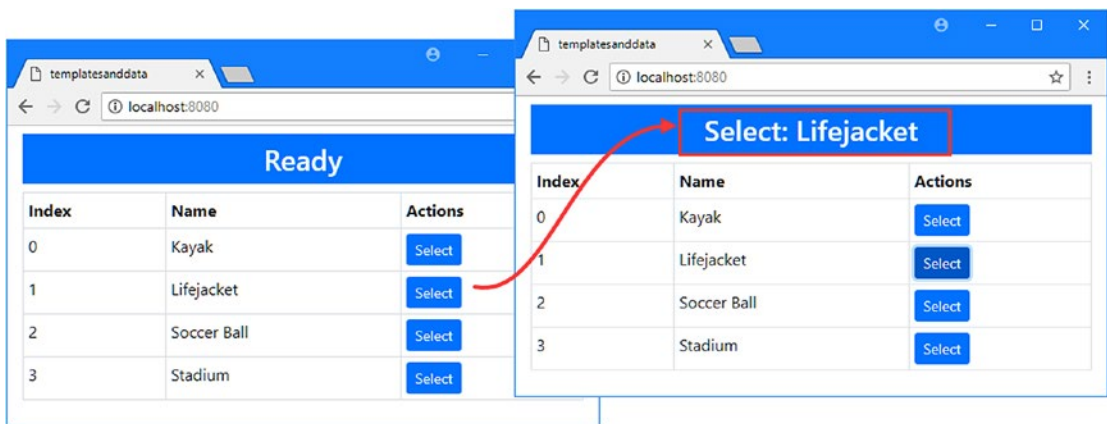 templatesanddata
localhost:8080
Ready
Index Name Actions
0 Kayak Select
1 Lifejacket Select
2 Soccer Ball Select
3 Stadium Select
templatesanddata
localhost:8080
Select: Lifejacket
Index Name Actions
0 Kayak Select
1 Lifejacket Select
2 Soccer Ball Select
3 Stadium Select